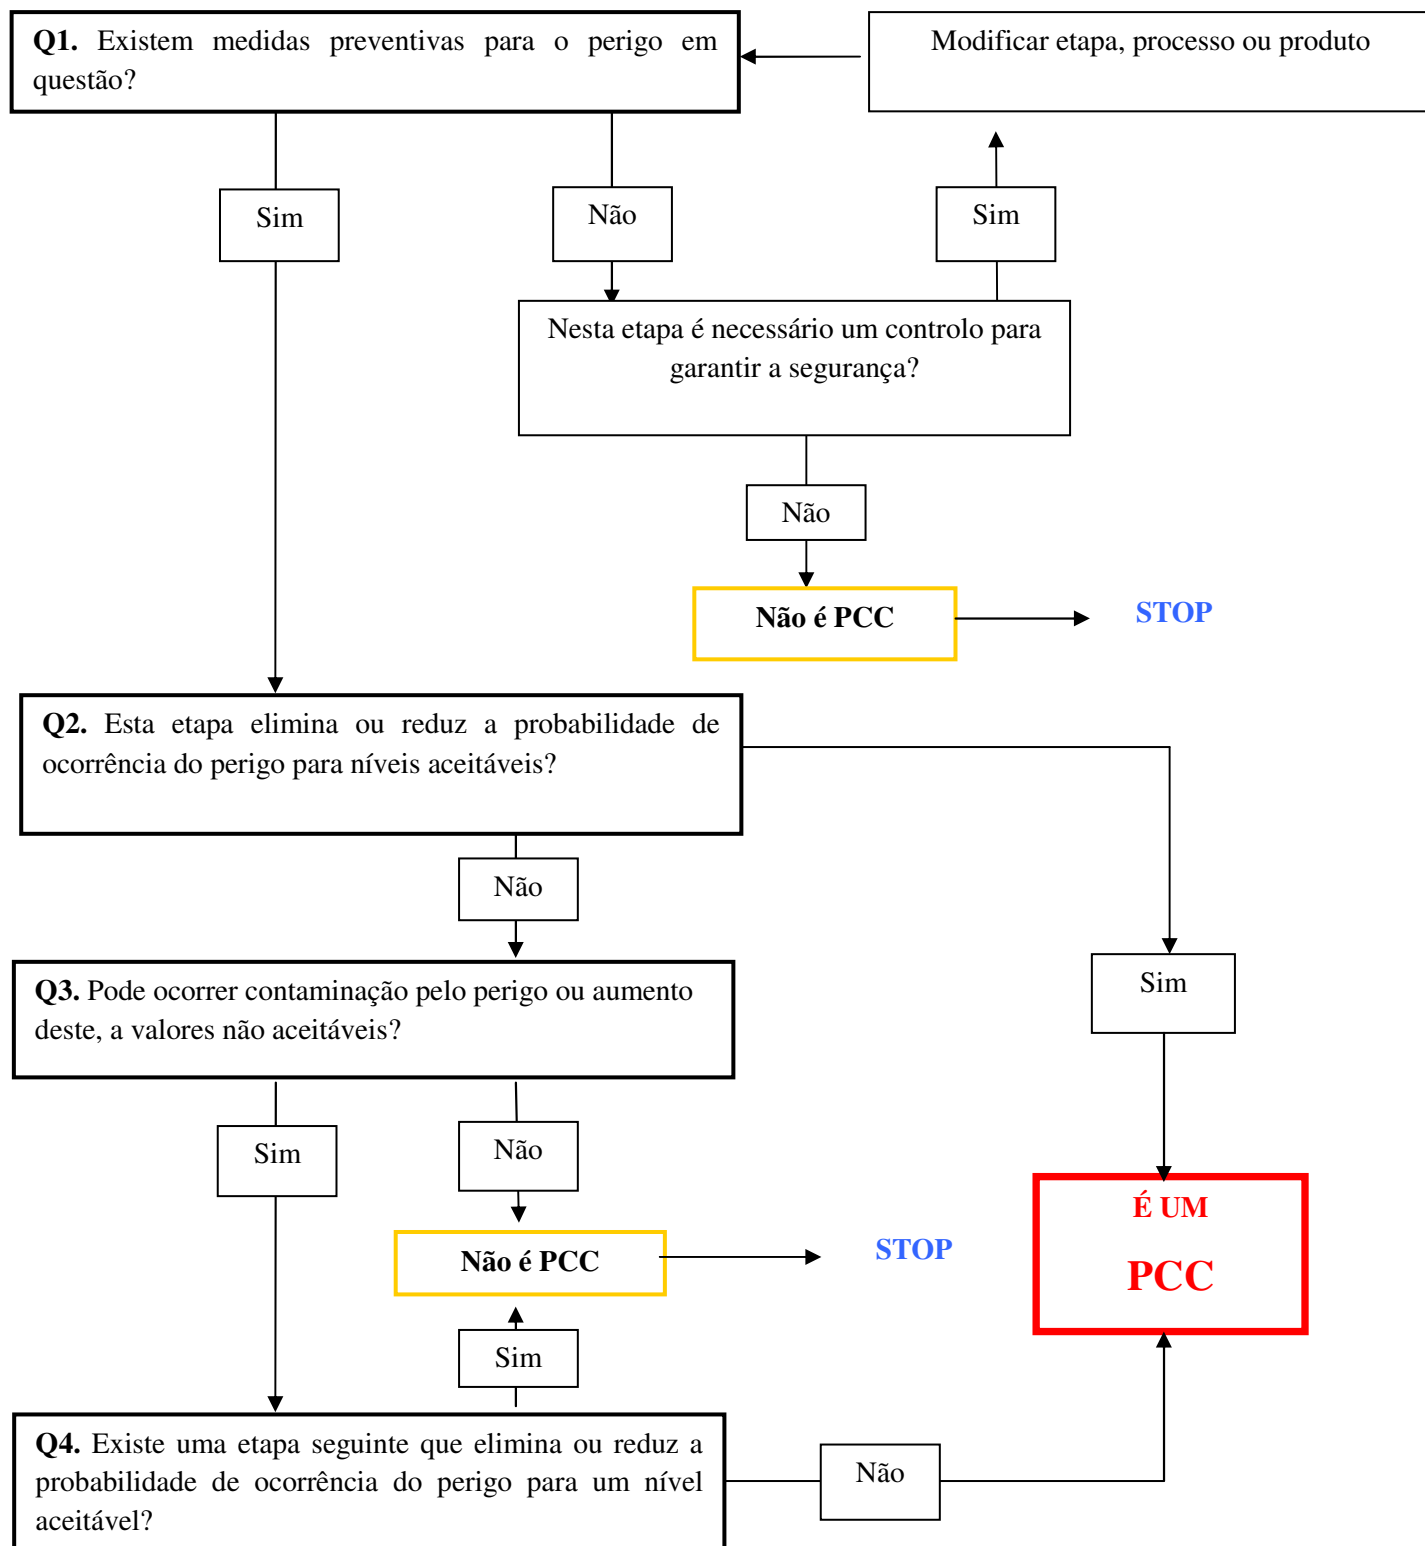 Q1. Existem medidas preventivas para o perigo em
questão?
Modificar etapa, processo ou produto
Sim
Não
Sim
Nesta etapa é necessário um controlo para
garantir a segurança?
Não
Não é PCC
STOP
Q2. Esta etapa elimina ou reduz a probabilidade de
ocorrência do perigo para níveis aceitáveis?
Não
Sim
Q3. Pode ocorrer contaminação pelo perigo ou aumento
deste, a valores não aceitáveis?
Sim
Não
É UM
PCC
Não é PCC
STOP
Sim
Q4. Existe uma etapa seguinte que elimina ou reduz a
probabilidade de ocorrência do perigo para um nível
aceitável?
Não